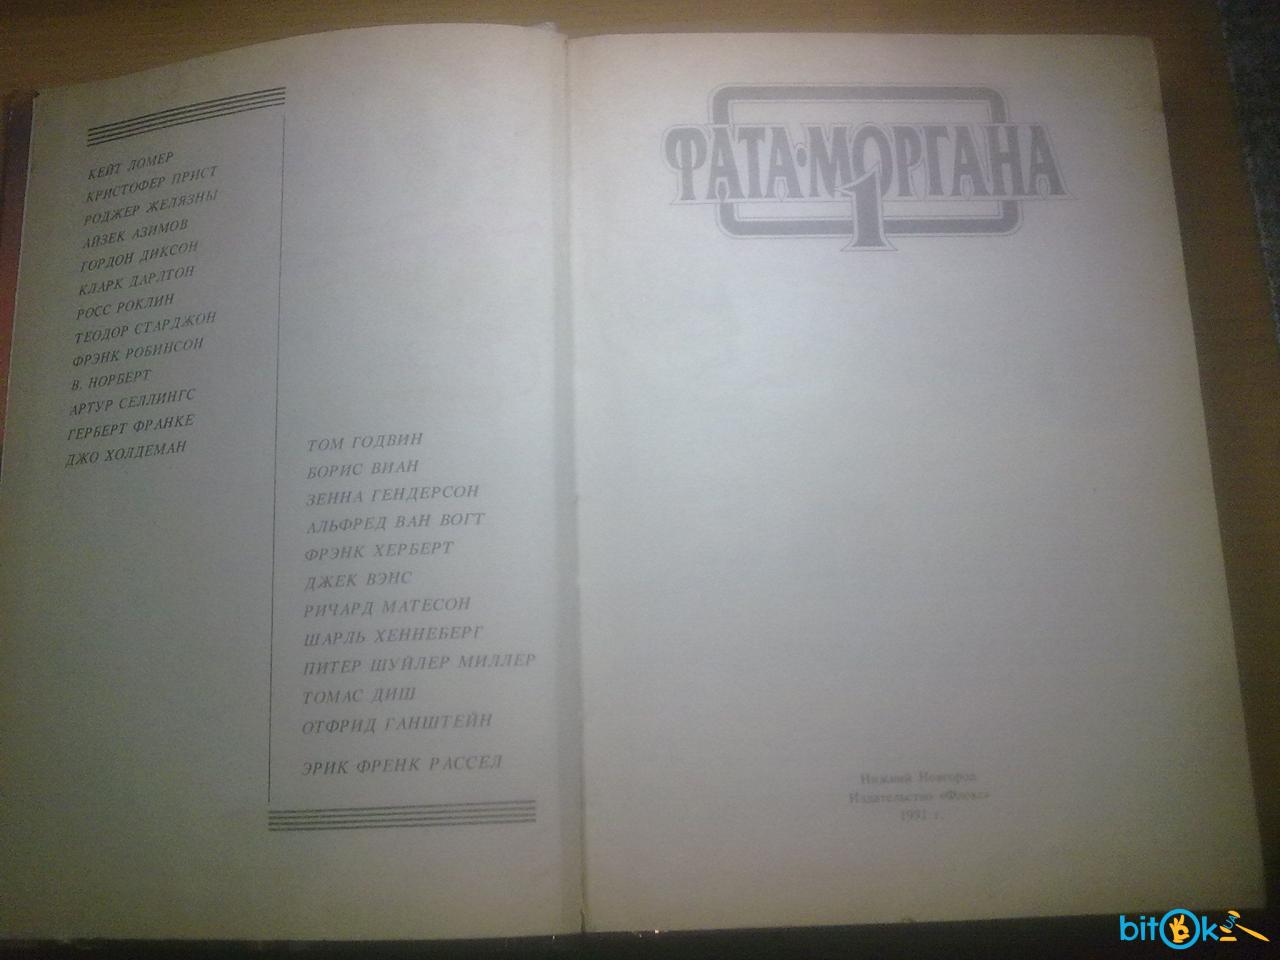 КЕЙТ ЛОМЕР
КРИСТОФЕР ПРИСТ
РОДЖЕР ЖЕЛЯЗНЫ
АЙЗЕК АЗИМОВ
ГОРДОН ДИКСОН
КЛАРК ДАРЛТОН
РОСС РОКЛИН
ТЕОДОР СТАРДЖОН
ФРЭНК РОБИНСОН
В. НОРБЕРТ
АРТУР СЕЛЛИНГС
ГЕРБЕРТ ФРАНКЕ
ДЖО ХОЛДЕМАН
ТОМ ГОДВИН
БОРИС ВИАН
ЗЕННА ГЕНДЕРСОН
АЛЬФРЕД ВАН ВОГТ
ФРЭНК ХЕРБЕРТ
ДЖЕК ВЭНС
РИЧАРД МАТЕСОН
ШАРЛЬ ХЕННЕБЕРГ
ПИТЕР ШУЙЛЕР МИЛЛЕР
ТОМАС ДИШ
ОТФРИД ГАНШТЕЙН
ЭРИК ФРЕНК РАССЕЛ
ФАТА•МОРГАНА
1
Нижний Новгород
Издательство «Флокс»
1991 г.
bitOk.UA